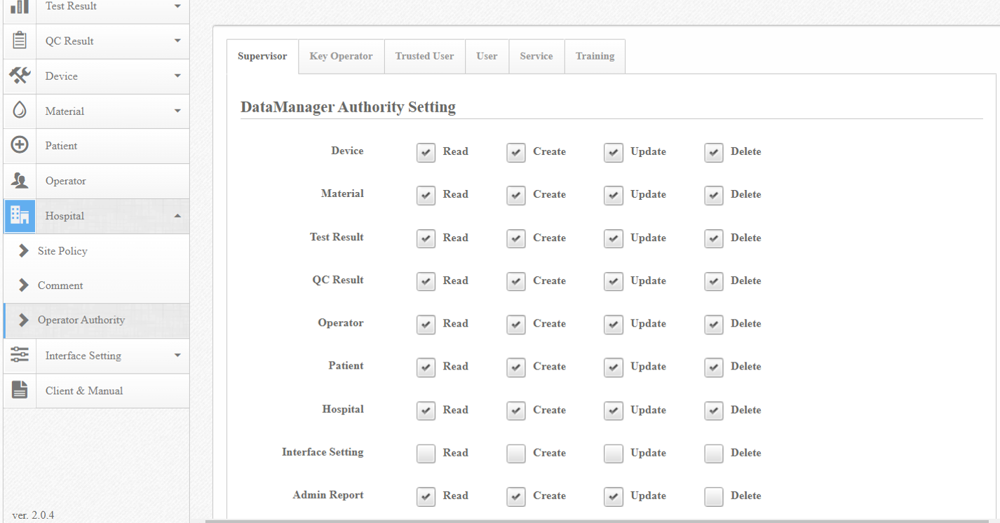 Test Result
QC Result
Device
Material
Patient
Operator
Hospital
Site Policy
Comment
Operator Authority
Interface Setting
Client & Manual
ver. 2.0.4
Supervisor Key Operator Trusted User User Service Training
DataManager Authority Setting
Device Read Create Update Delete
Material Read Create Update Delete
Test Result Read Create Update Delete
QC Result Read Create Update Delete
Operator Read Create Update Delete
Patient Read Create Update Delete
Hospital Read Create Update Delete
Interface Setting Read Create Update Delete
Admin Report Read Create Update Delete